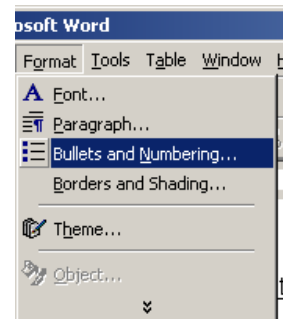 osoft Word
Format Tools Table Window
Font...
Paragraph...
Bullets and Numbering...
Borders and Shading...
Theme...
Object...